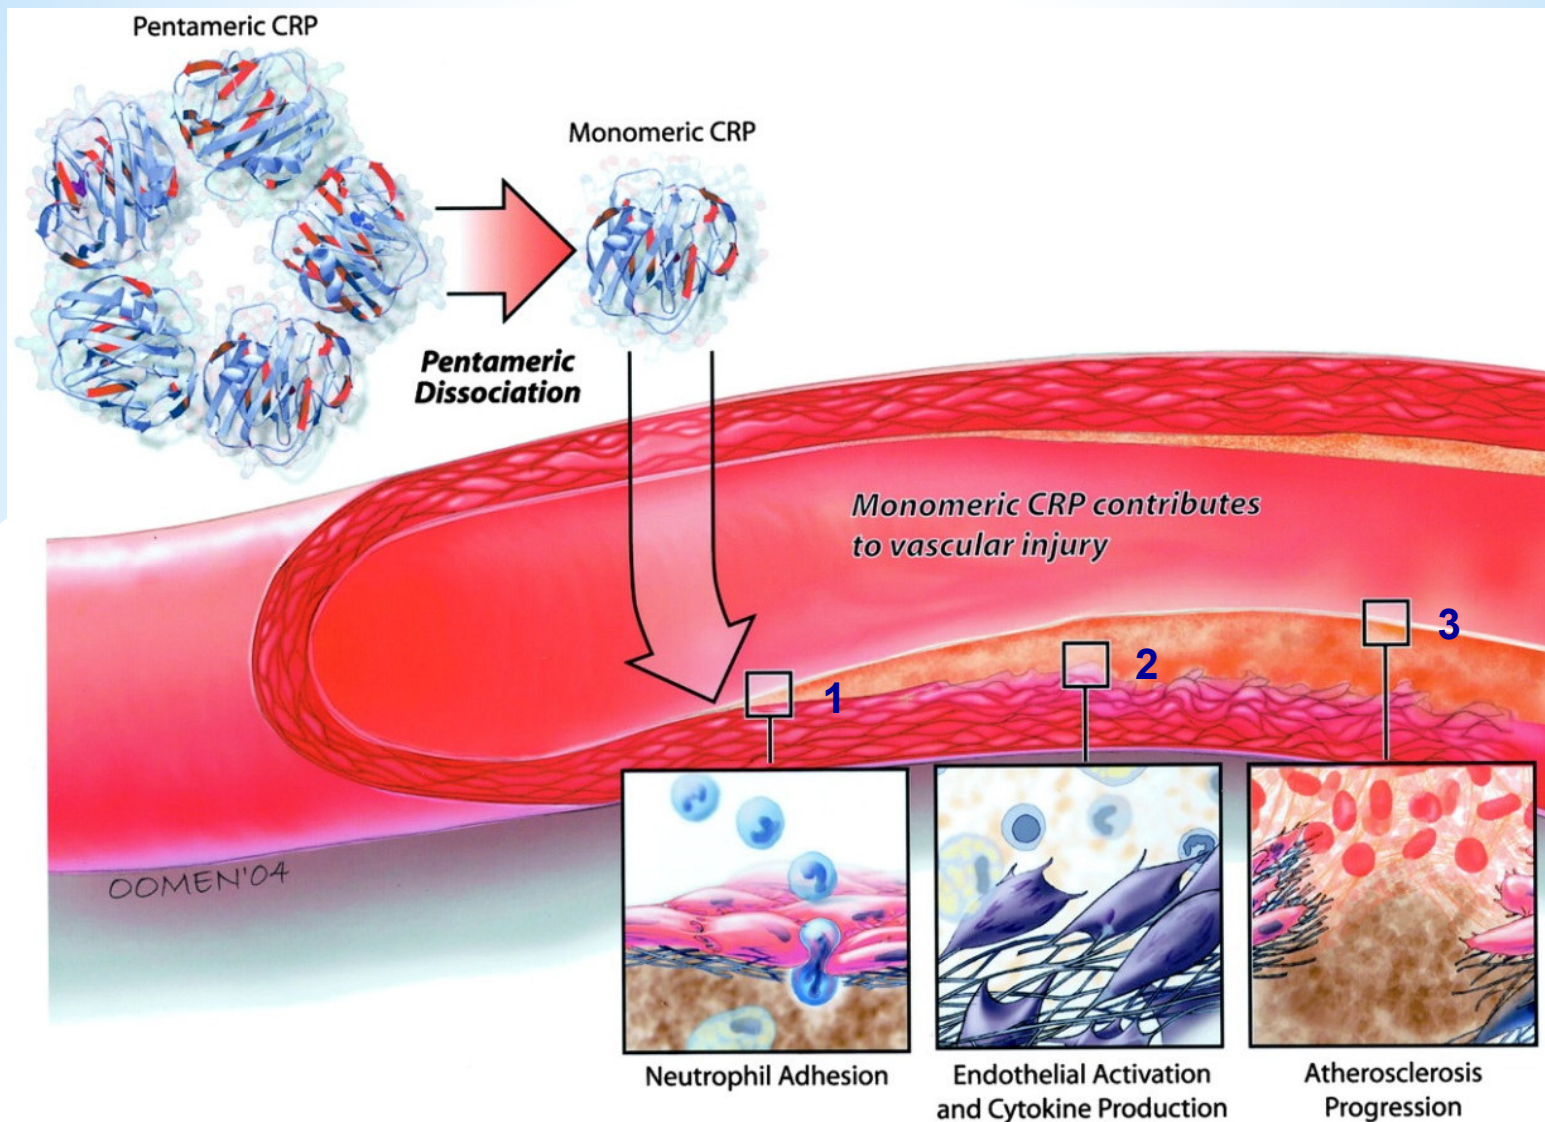 Pentameric CRP
Monomeric CRP
Pentameric
Dissociation
Monomeric CRP contributes
to vascular injury
1
2
3
OOMEN'04
Neutrophil Adhesion
Endothelial Activation
and Cytokine Production
Atherosclerosis
Progression